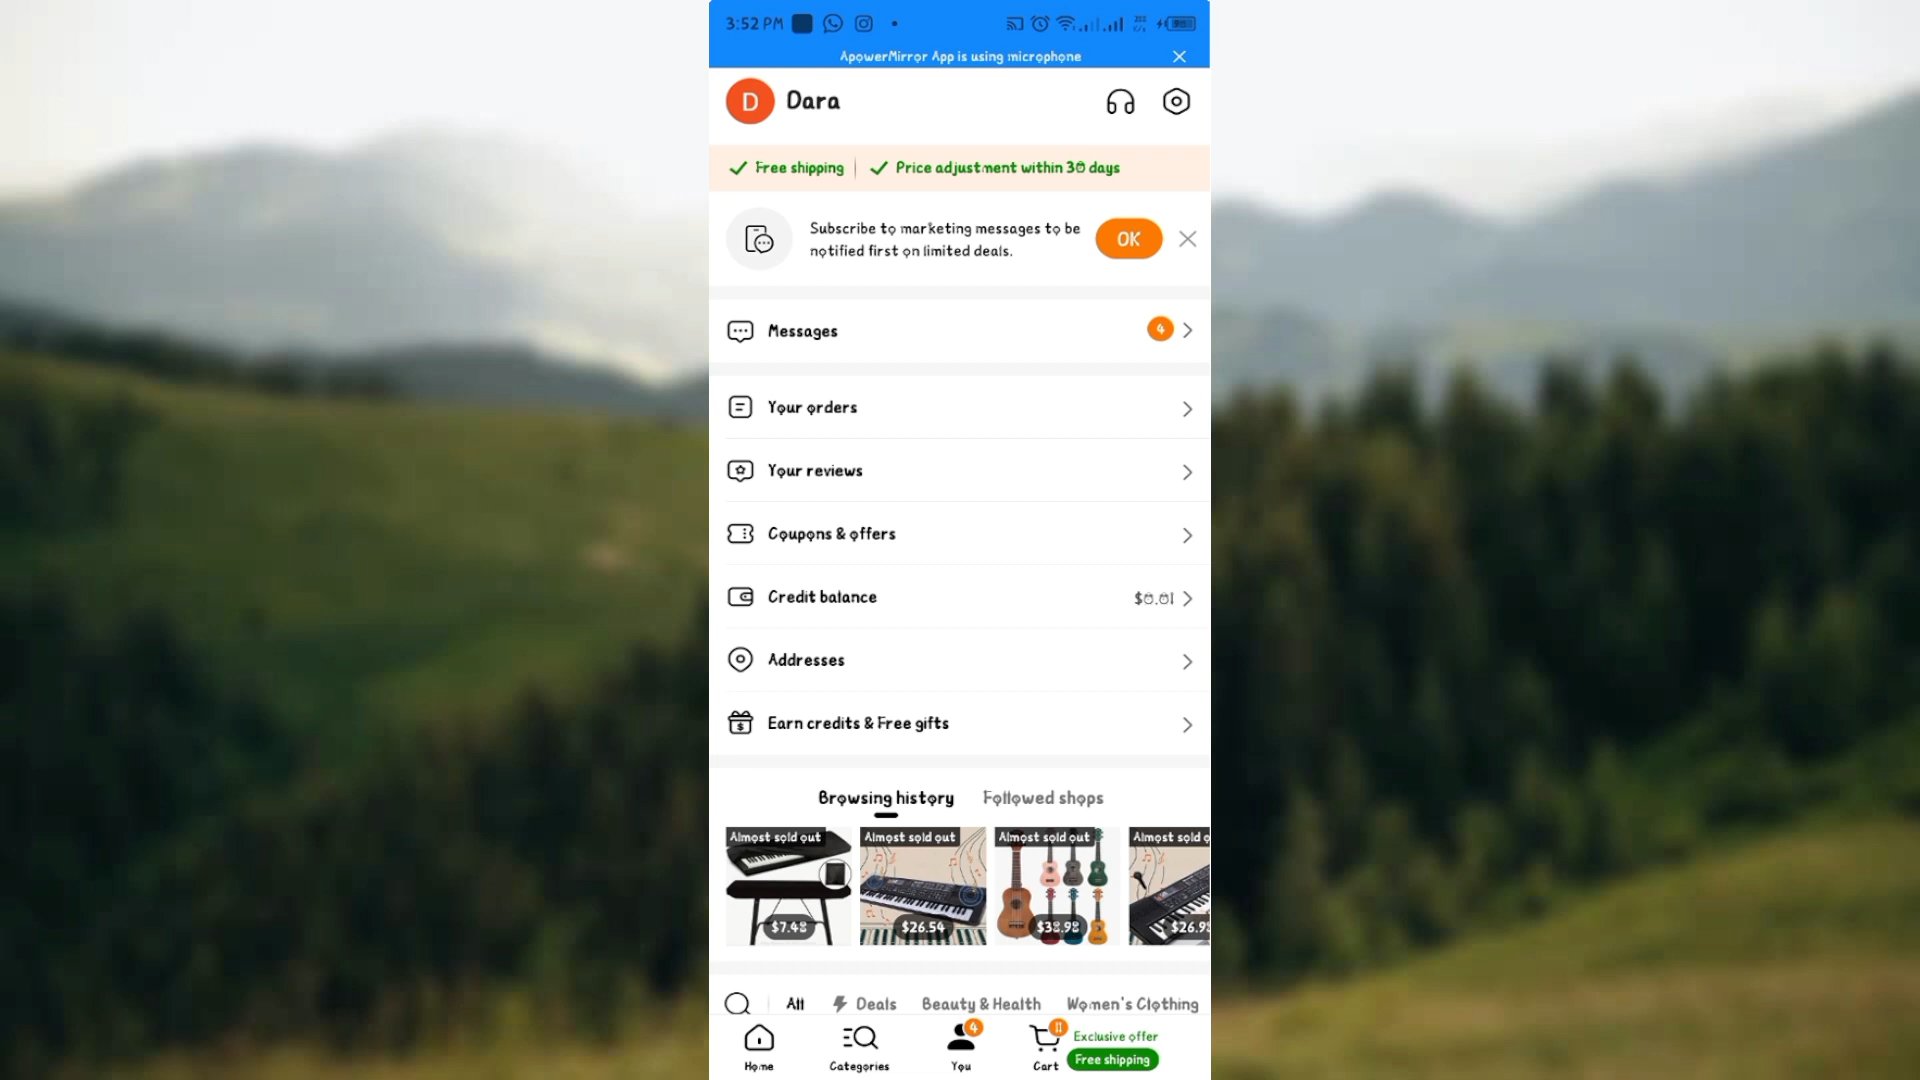 3:52 PM
ApowerMirror App is using microphone
D Dara
Free shipping | Price adjustment within 30 days
Subscribe to marketing messages to be
notified first on limited deals.
OK
Messages 4
Your orders
Your reviews
Coupons & offers
Credit balance $0.01
Addresses
Earn credits & Free gifts
Browsing history Followed shops
Almost sold out Almost sold out Almost sold out Almost sold o
$7.48 $26.54 $38.98 $26.9
All Deals Beauty & Health Women's Clothing
4 11 Exclusive offer
Free shipping
Home Categories You Cart